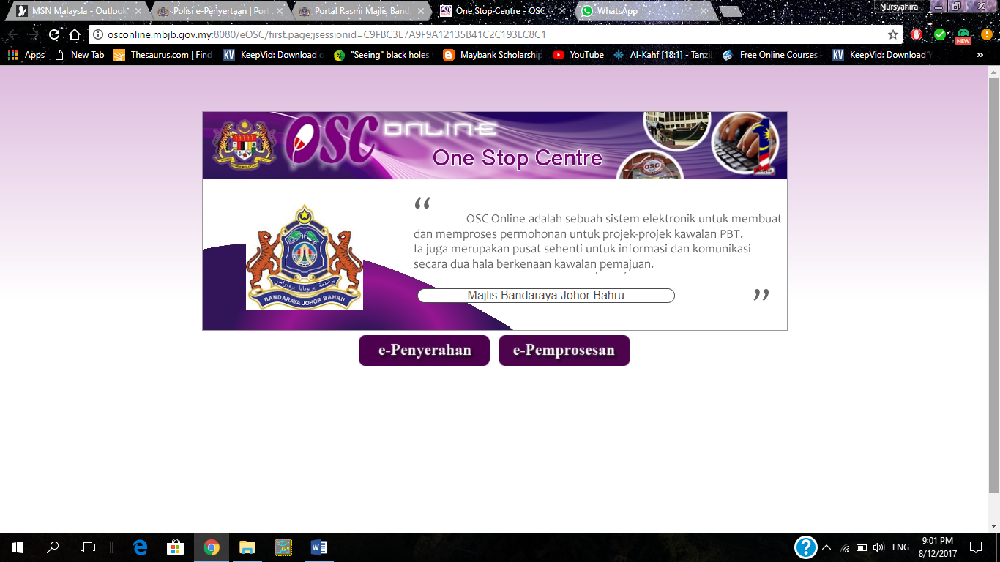 MSN Malaysia - Outlook
Polisi e-Penyertaan | Por
Portal Rasmi Majlis Band
One Stop Centre - OSC
WhatsApp
Nursyahira
osconline.mbjb.gov.my:8080/eOSC/first.page;jsessionid=C9FBC3E7A9F9A12135B41C2C193EC8C1
NEW
Apps
New Tab
Thesaurus.com | Find
KeepVid: Download
"Seeing" black holes
Maybank Scholarship
YouTube
Al-Kahf [18:1] - Tanzil
Free Online Courses -
KeepVid: Download
»
OSC ONLINE
One Stop Centre
“
OSC Online adalah sebuah sistem elektronik untuk membuat
dan memproses permohonan untuk projek-projek kawalan PBT.
Ia juga merupakan pusat sehenti untuk informasi dan komunikasi
secara dua hala berkenaan kawalan pemajuan.
BANDARAYA JOHOR BAHRU
Majlis Bandaraya Johor Bahru
”
e-Penyerahan
e-Pemprosesan
ENG
9:01 PM
8/12/2017